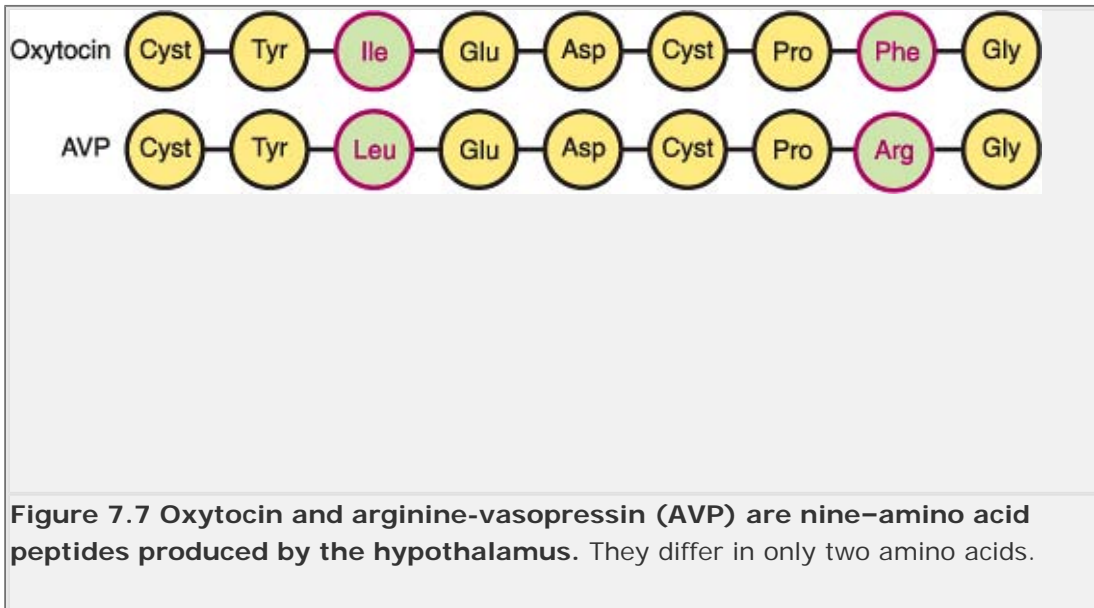 Oxytocin Cyst Tyr Ile Glu Asp Cyst Pro Phe Gly
AVP Cyst Tyr Leu Glu Asp Cyst Pro Arg Gly
Figure 7.7 Oxytocin and arginine-vasopressin (AVP) are nine–amino acid
peptides produced by the hypothalamus. They differ in only two amino acids.